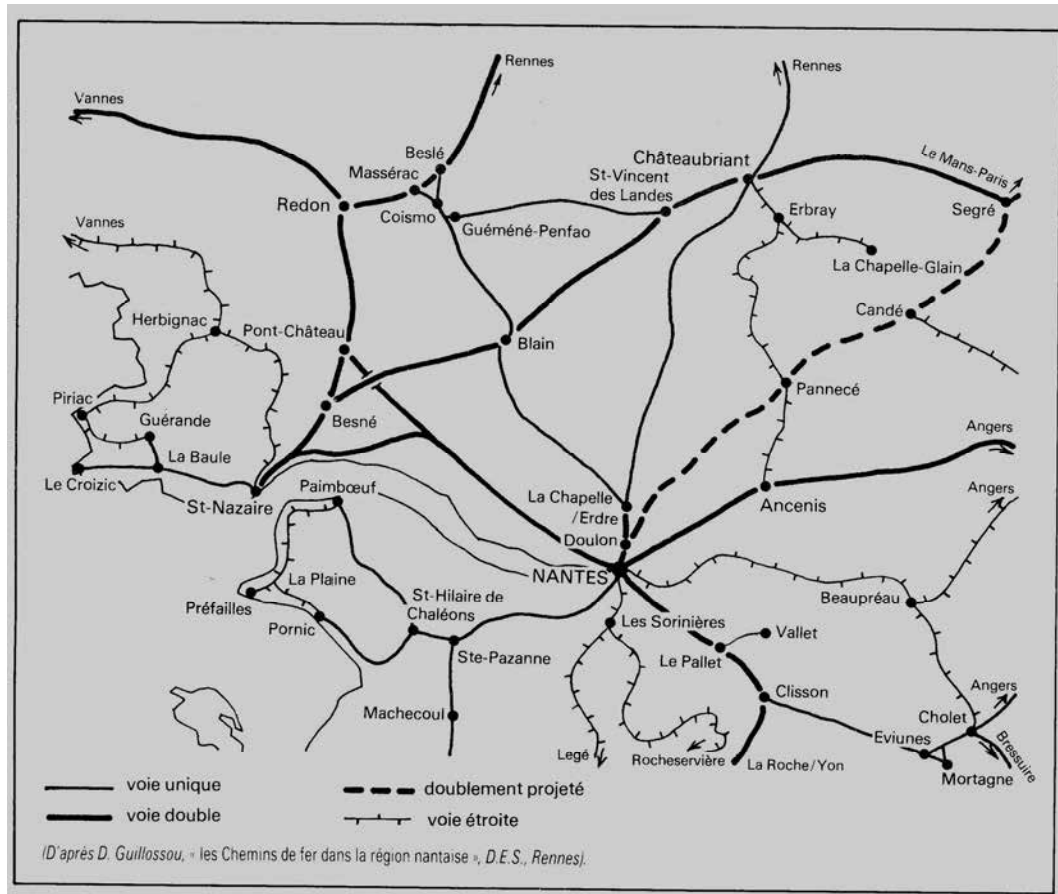 Rennes
Rennes
Vannes
Beslé
Châteaubriant
Massérac
St-Vincent
des Landes
Le Mans-Paris
Redon
Coismo
Guéméné-Penfao
Erbray
Segré
Vannes
La Chapelle-Glain
Herbignac
Pont-Château
Candé
Blain
Piriac
Pannecé
Guérande
Besné
Angers
La Baule
Le Croizic
St-Nazaire
Paimbœuf
La Chapelle
/Erdre
Ancenis
Angers
Doulon
NANTES
La Plaine
St-Hilaire de
Chaléons
Beaupréau
Préfailles
Les Sorinières
Vallet
Pornic
Ste-Pazanne
Le Pallet
Clisson
Angers
Machecoul
Cholet
Eviunes
Legé
Rocheservière
La Roche/Yon
Mortagne
Bressuire
voie unique
doublement projeté
voie double
voie étroite
(D'après D. Guillossou, « les Chemins de fer dans la région nantaise », D.E.S., Rennes).